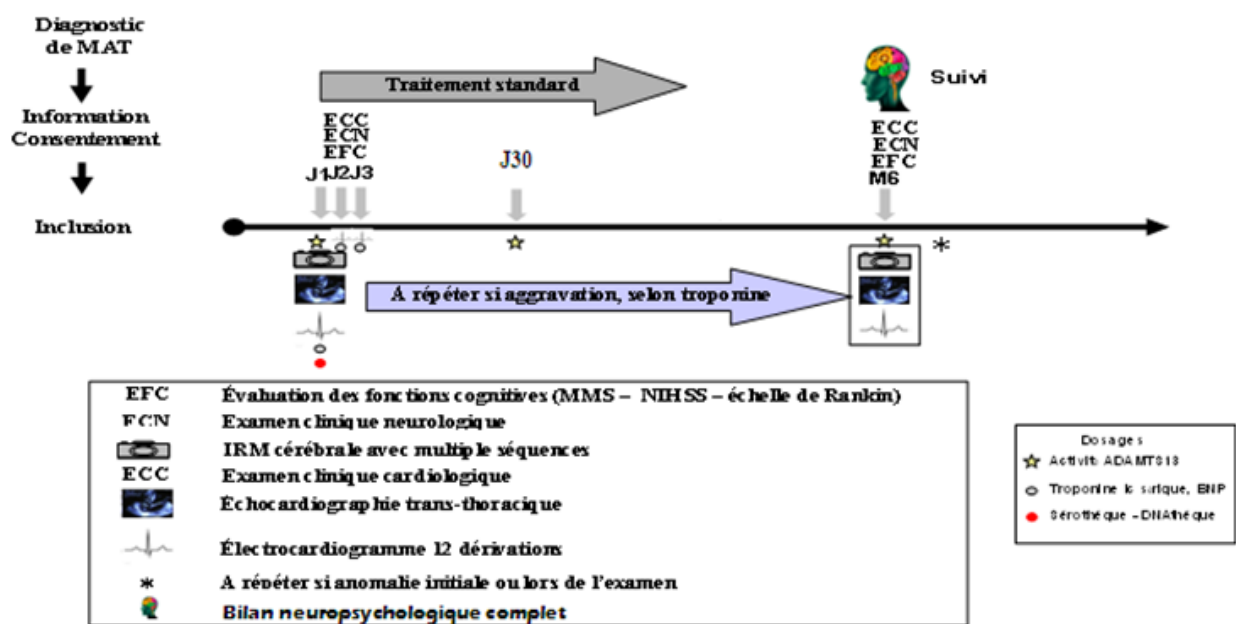 Diagnostic
de MAT
Information
Consentement
Inclusion
Traitement standard
Suivi
ECC
ECN
EFC
J1 J2 J3
J30
ECC
ECN
EFC
M6
*
A répéter si aggravation, selon troponine
EFC Évaluation des fonctions cognitives (MMS – NIHSS – échelle de Rankin)
ECN Examen clinique neurologique
IRM cérébrale avec multiple séquences
ECC Examen clinique cardiologique
Échocardiographie trans-thoracique
Électrocardiogramme 12 dérivations
* A répéter si anomalie initiale ou lors de l'examen
Bilan neuropsychologique complet
Dosages
Activité ADAMTS13
Troponine Ic sérique, BNP
Sérothèque – DNAthèque